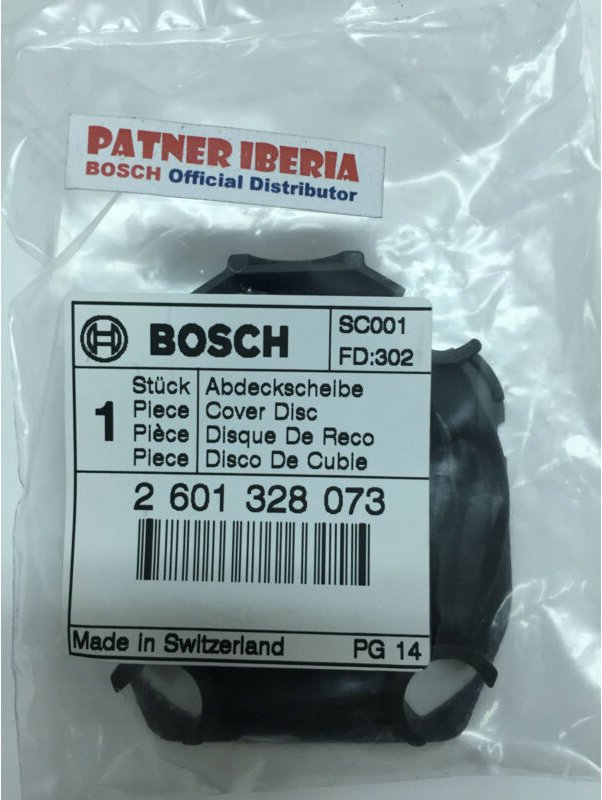 PATNER IBERIA
BOSCH Official Distributor
BOSCH
SC001
FD:302
1
Stück
Piece
Pièce
Piece
Abdeckscheibe
Cover Disc
Disque De Reco
Disco De Cubie
2 601 328 073
Made in Switzerland
PG 14